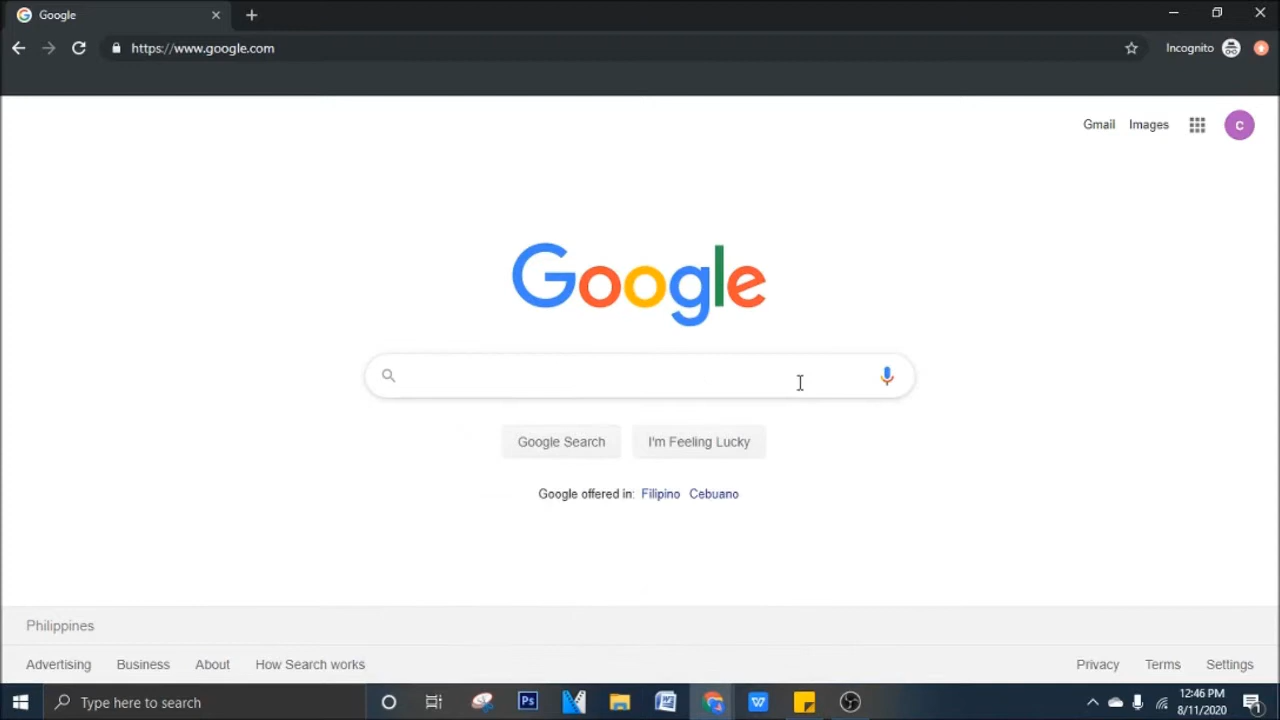 Google
https://www.google.com
Incognito
Gmail Images
C
Google
Google Search I'm Feeling Lucky
Google offered in: Filipino Cebuano
Philippines
Advertising Business About How Search works
Privacy Terms Settings
Type here to search
Ps
W
W
12:46 PM
8/11/2020
1